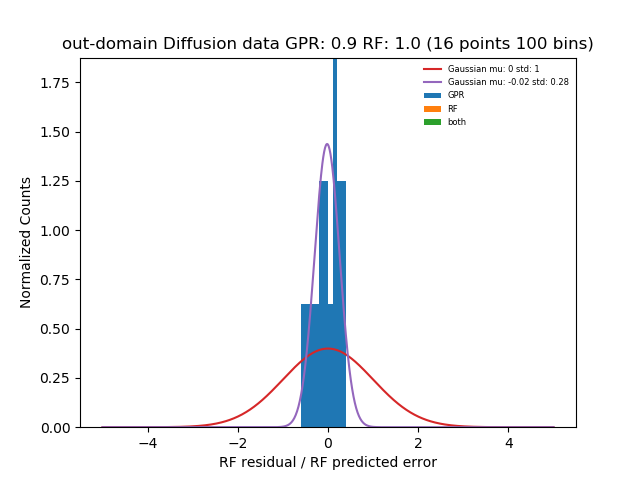 out-domain Diffusion data GPR: 0.9 RF: 1.0 (16 points 100 bins)
Gaussian mu: 0 std: 1
Gaussian mu: -0.02 std: 0.28
GPR
RF
both
Normalized Counts
1.75
1.50
1.25
1.00
0.75
0.50
0.25
0.00
−4
−2
0
2
4
RF residual / RF predicted error